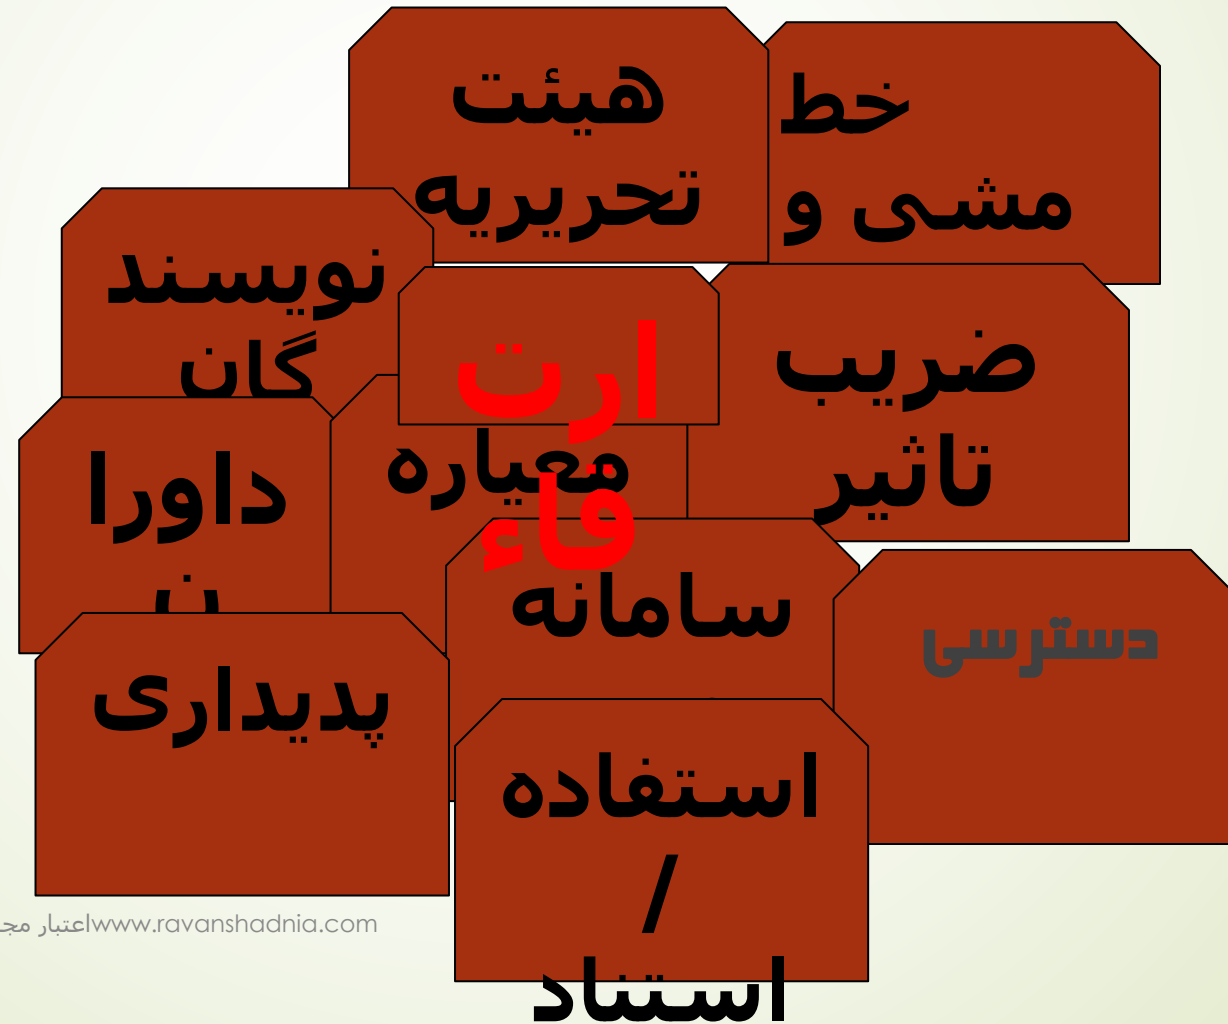 خط
مشی و
هیئت
تحریریه
نویسند
گان
ضریب
تاثیر
ارت
قاء
معیاره
داورا
ن
سامانه
دسترسی
پدیداری
استفاده
/
استناد
www.ravanshadnia.com
اعتبار